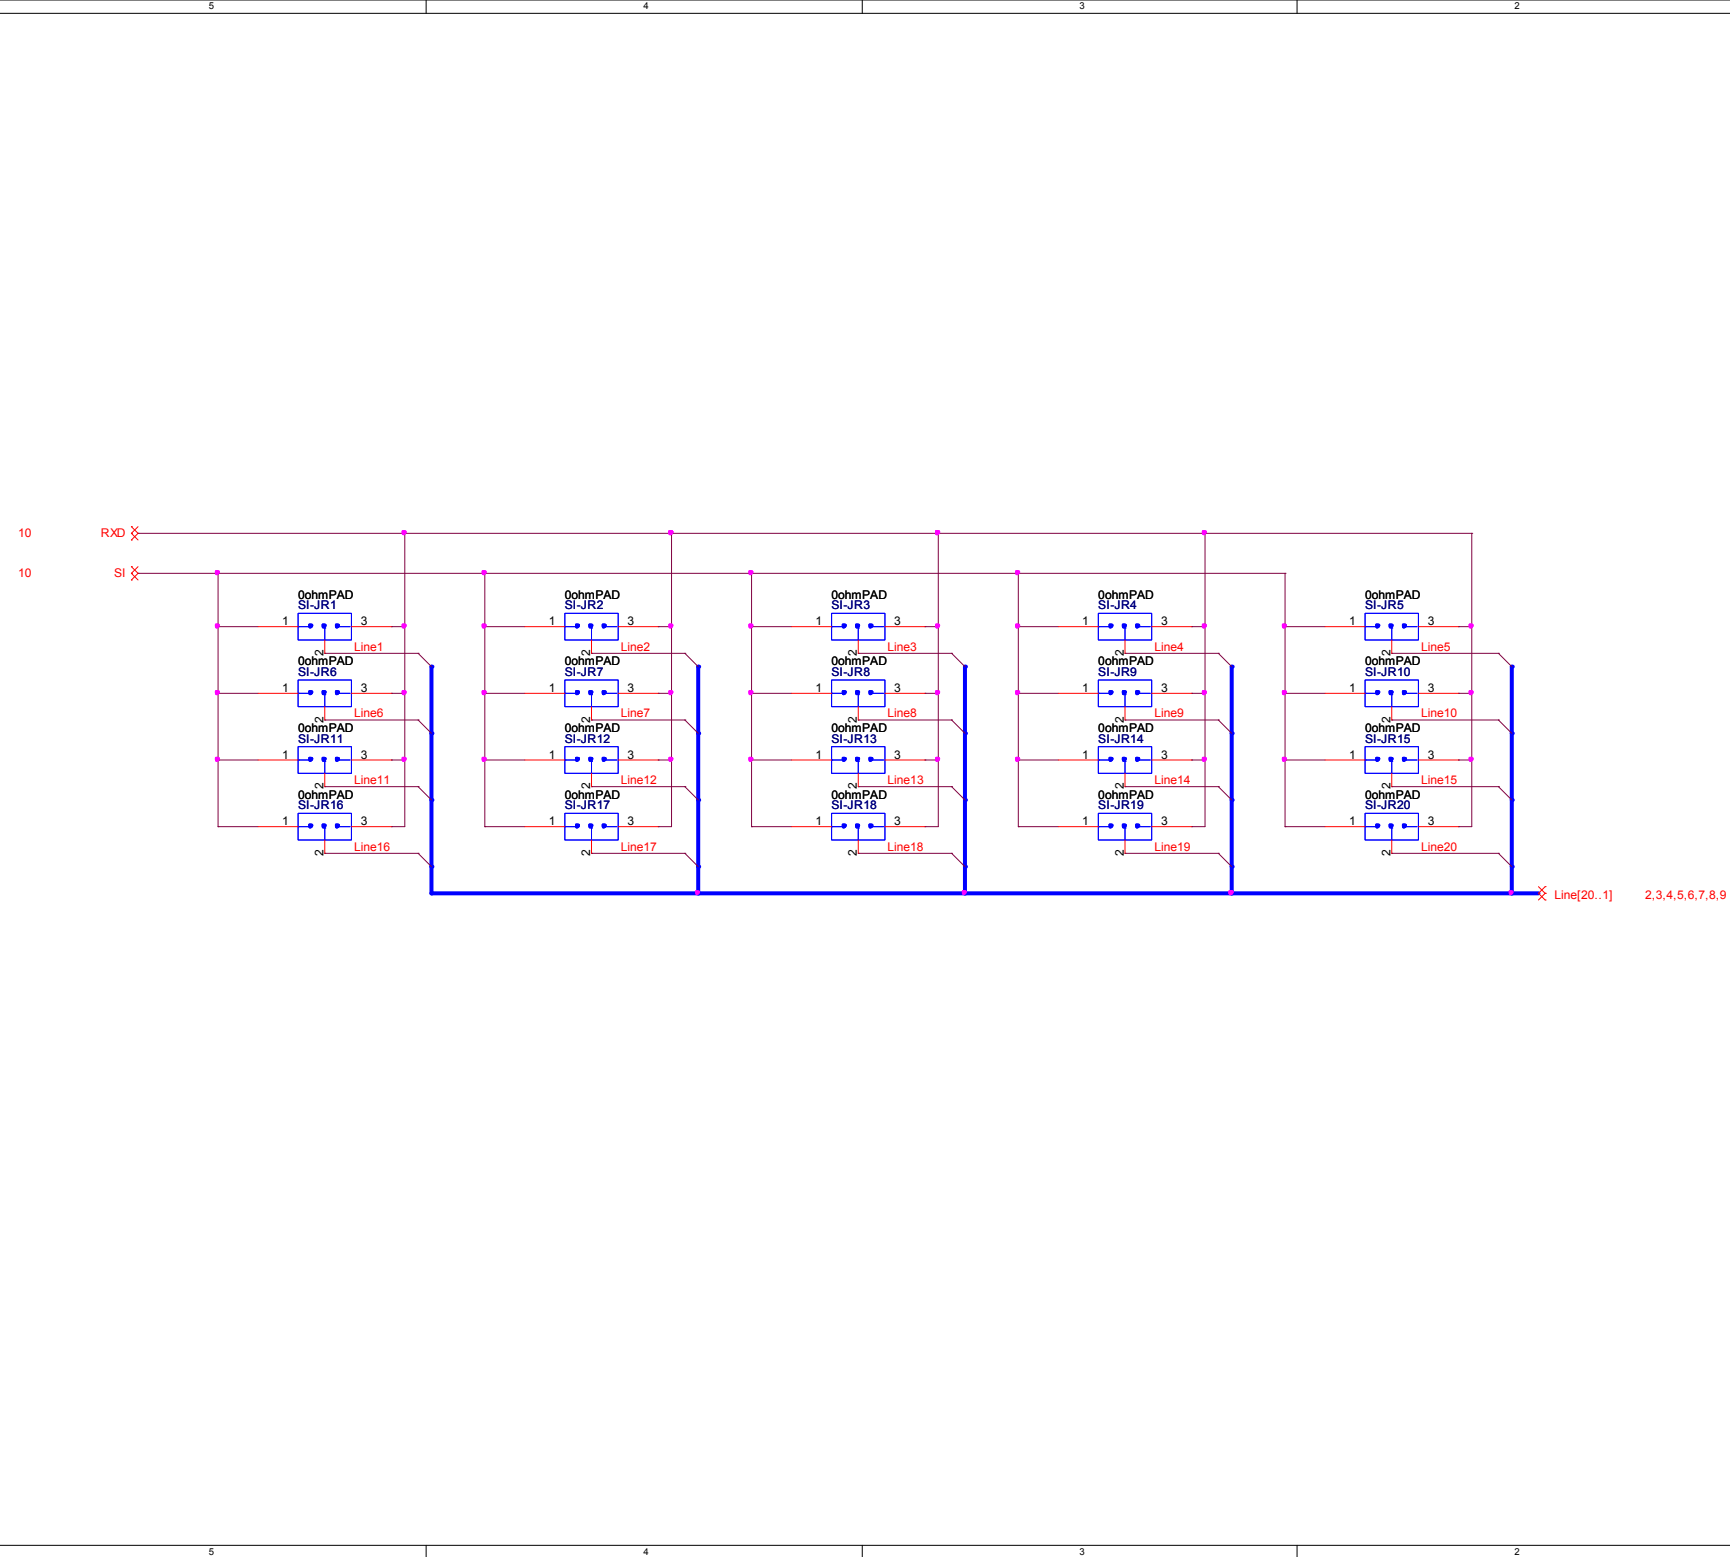 5 4 3 2
10 RXD
10 SI
0ohmPAD 0ohmPAD 0ohmPAD 0ohmPAD 0ohmPAD
SI-JR1 SI-JR2 SI-JR3 SI-JR4 SI-JR5
1 3 1 3 1 3 1 3 1 3
2 Line1 2 Line2 2 Line3 2 Line4 2 Line5
0ohmPAD 0ohmPAD 0ohmPAD 0ohmPAD 0ohmPAD
SI-JR6 SI-JR7 SI-JR8 SI-JR9 SI-JR10
1 3 1 3 1 3 1 3 1 3
2 Line6 2 Line7 2 Line8 2 Line9 2 Line10
0ohmPAD 0ohmPAD 0ohmPAD 0ohmPAD 0ohmPAD
SI-JR11 SI-JR12 SI-JR13 SI-JR14 SI-JR15
1 3 1 3 1 3 1 3 1 3
2 Line11 2 Line12 2 Line13 2 Line14 2 Line15
0ohmPAD 0ohmPAD 0ohmPAD 0ohmPAD 0ohmPAD
SI-JR16 SI-JR17 SI-JR18 SI-JR19 SI-JR20
1 3 1 3 1 3 1 3 1 3
2 Line16 2 Line17 2 Line18 2 Line19 2 Line20
Line[20..1] 2,3,4,5,6,7,8,9
5 4 3 2